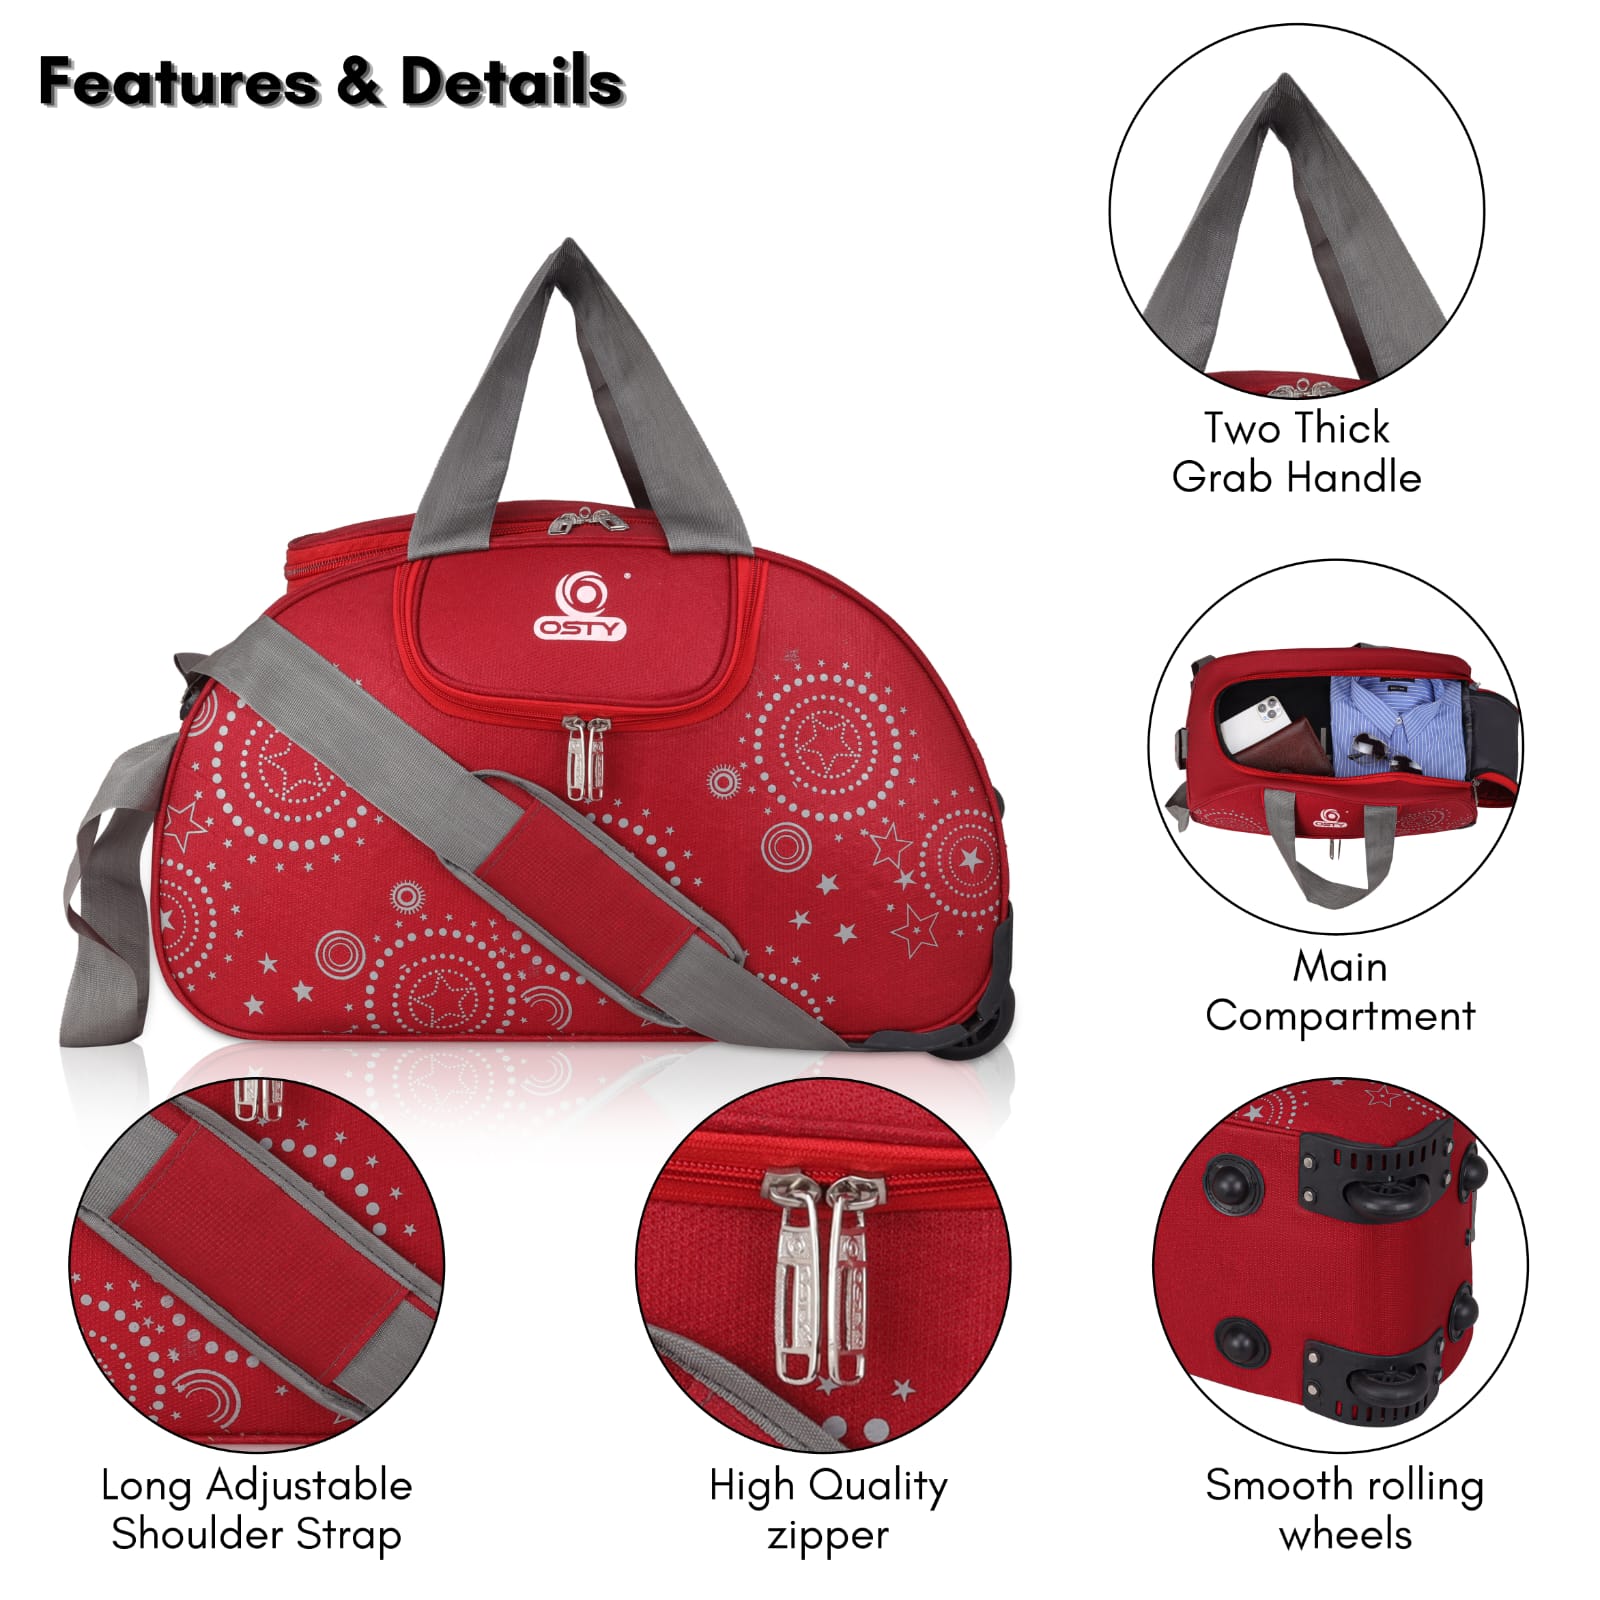 Features & Details
OSTY
®
Two Thick
Grab Handle
OSTY
Main
Compartment
Long Adjustable
Shoulder Strap
High Quality
zipper
Smooth rolling
wheels